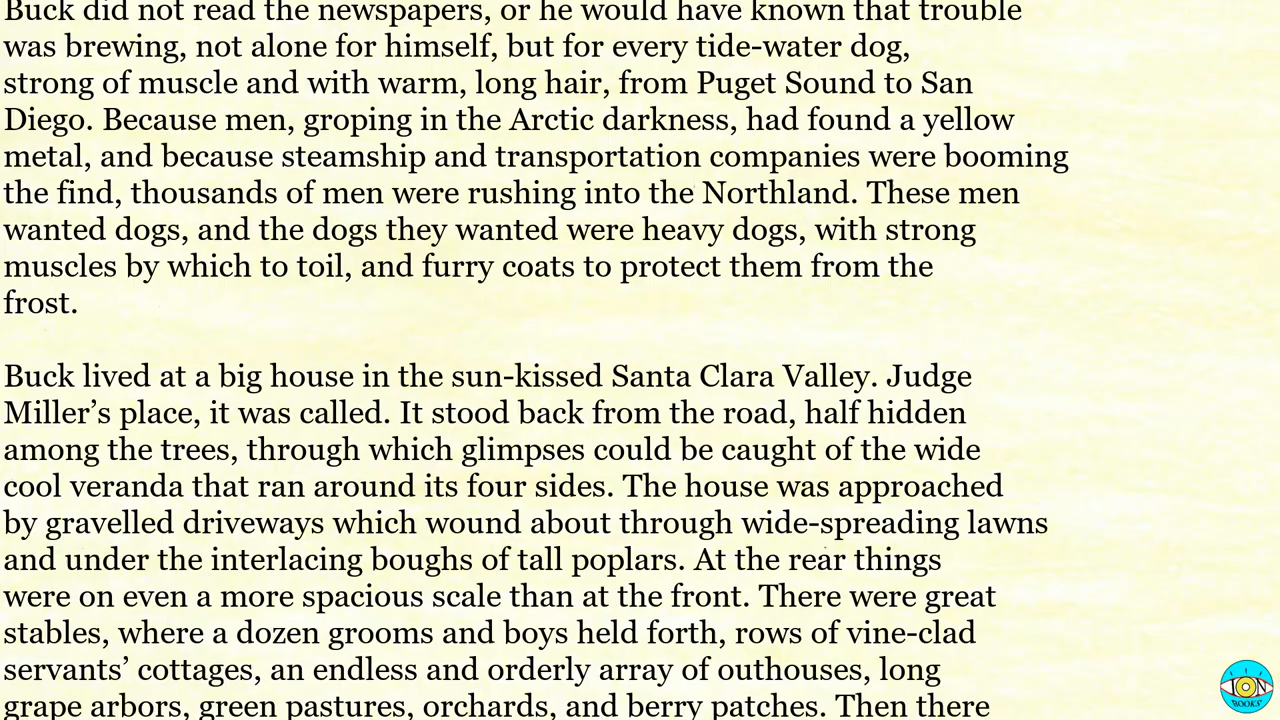 Buck did not read the newspapers, or he would have known that trouble
was brewing, not alone for himself, but for every tide-water dog,
strong of muscle and with warm, long hair, from Puget Sound to San
Diego. Because men, groping in the Arctic darkness, had found a yellow
metal, and because steamship and transportation companies were booming
the find, thousands of men were rushing into the Northland. These men
wanted dogs, and the dogs they wanted were heavy dogs, with strong
muscles by which to toil, and furry coats to protect them from the
frost.
Buck lived at a big house in the sun-kissed Santa Clara Valley. Judge
Miller’s place, it was called. It stood back from the road, half hidden
among the trees, through which glimpses could be caught of the wide
cool veranda that ran around its four sides. The house was approached
by gravelled driveways which wound about through wide-spreading lawns
and under the interlacing boughs of tall poplars. At the rear things
were on even a more spacious scale than at the front. There were great
stables, where a dozen grooms and boys held forth, rows of vine-clad
servants’ cottages, an endless and orderly array of outhouses, long
grape arbors, green pastures, orchards, and berry patches. Then there
ION
BOOKS